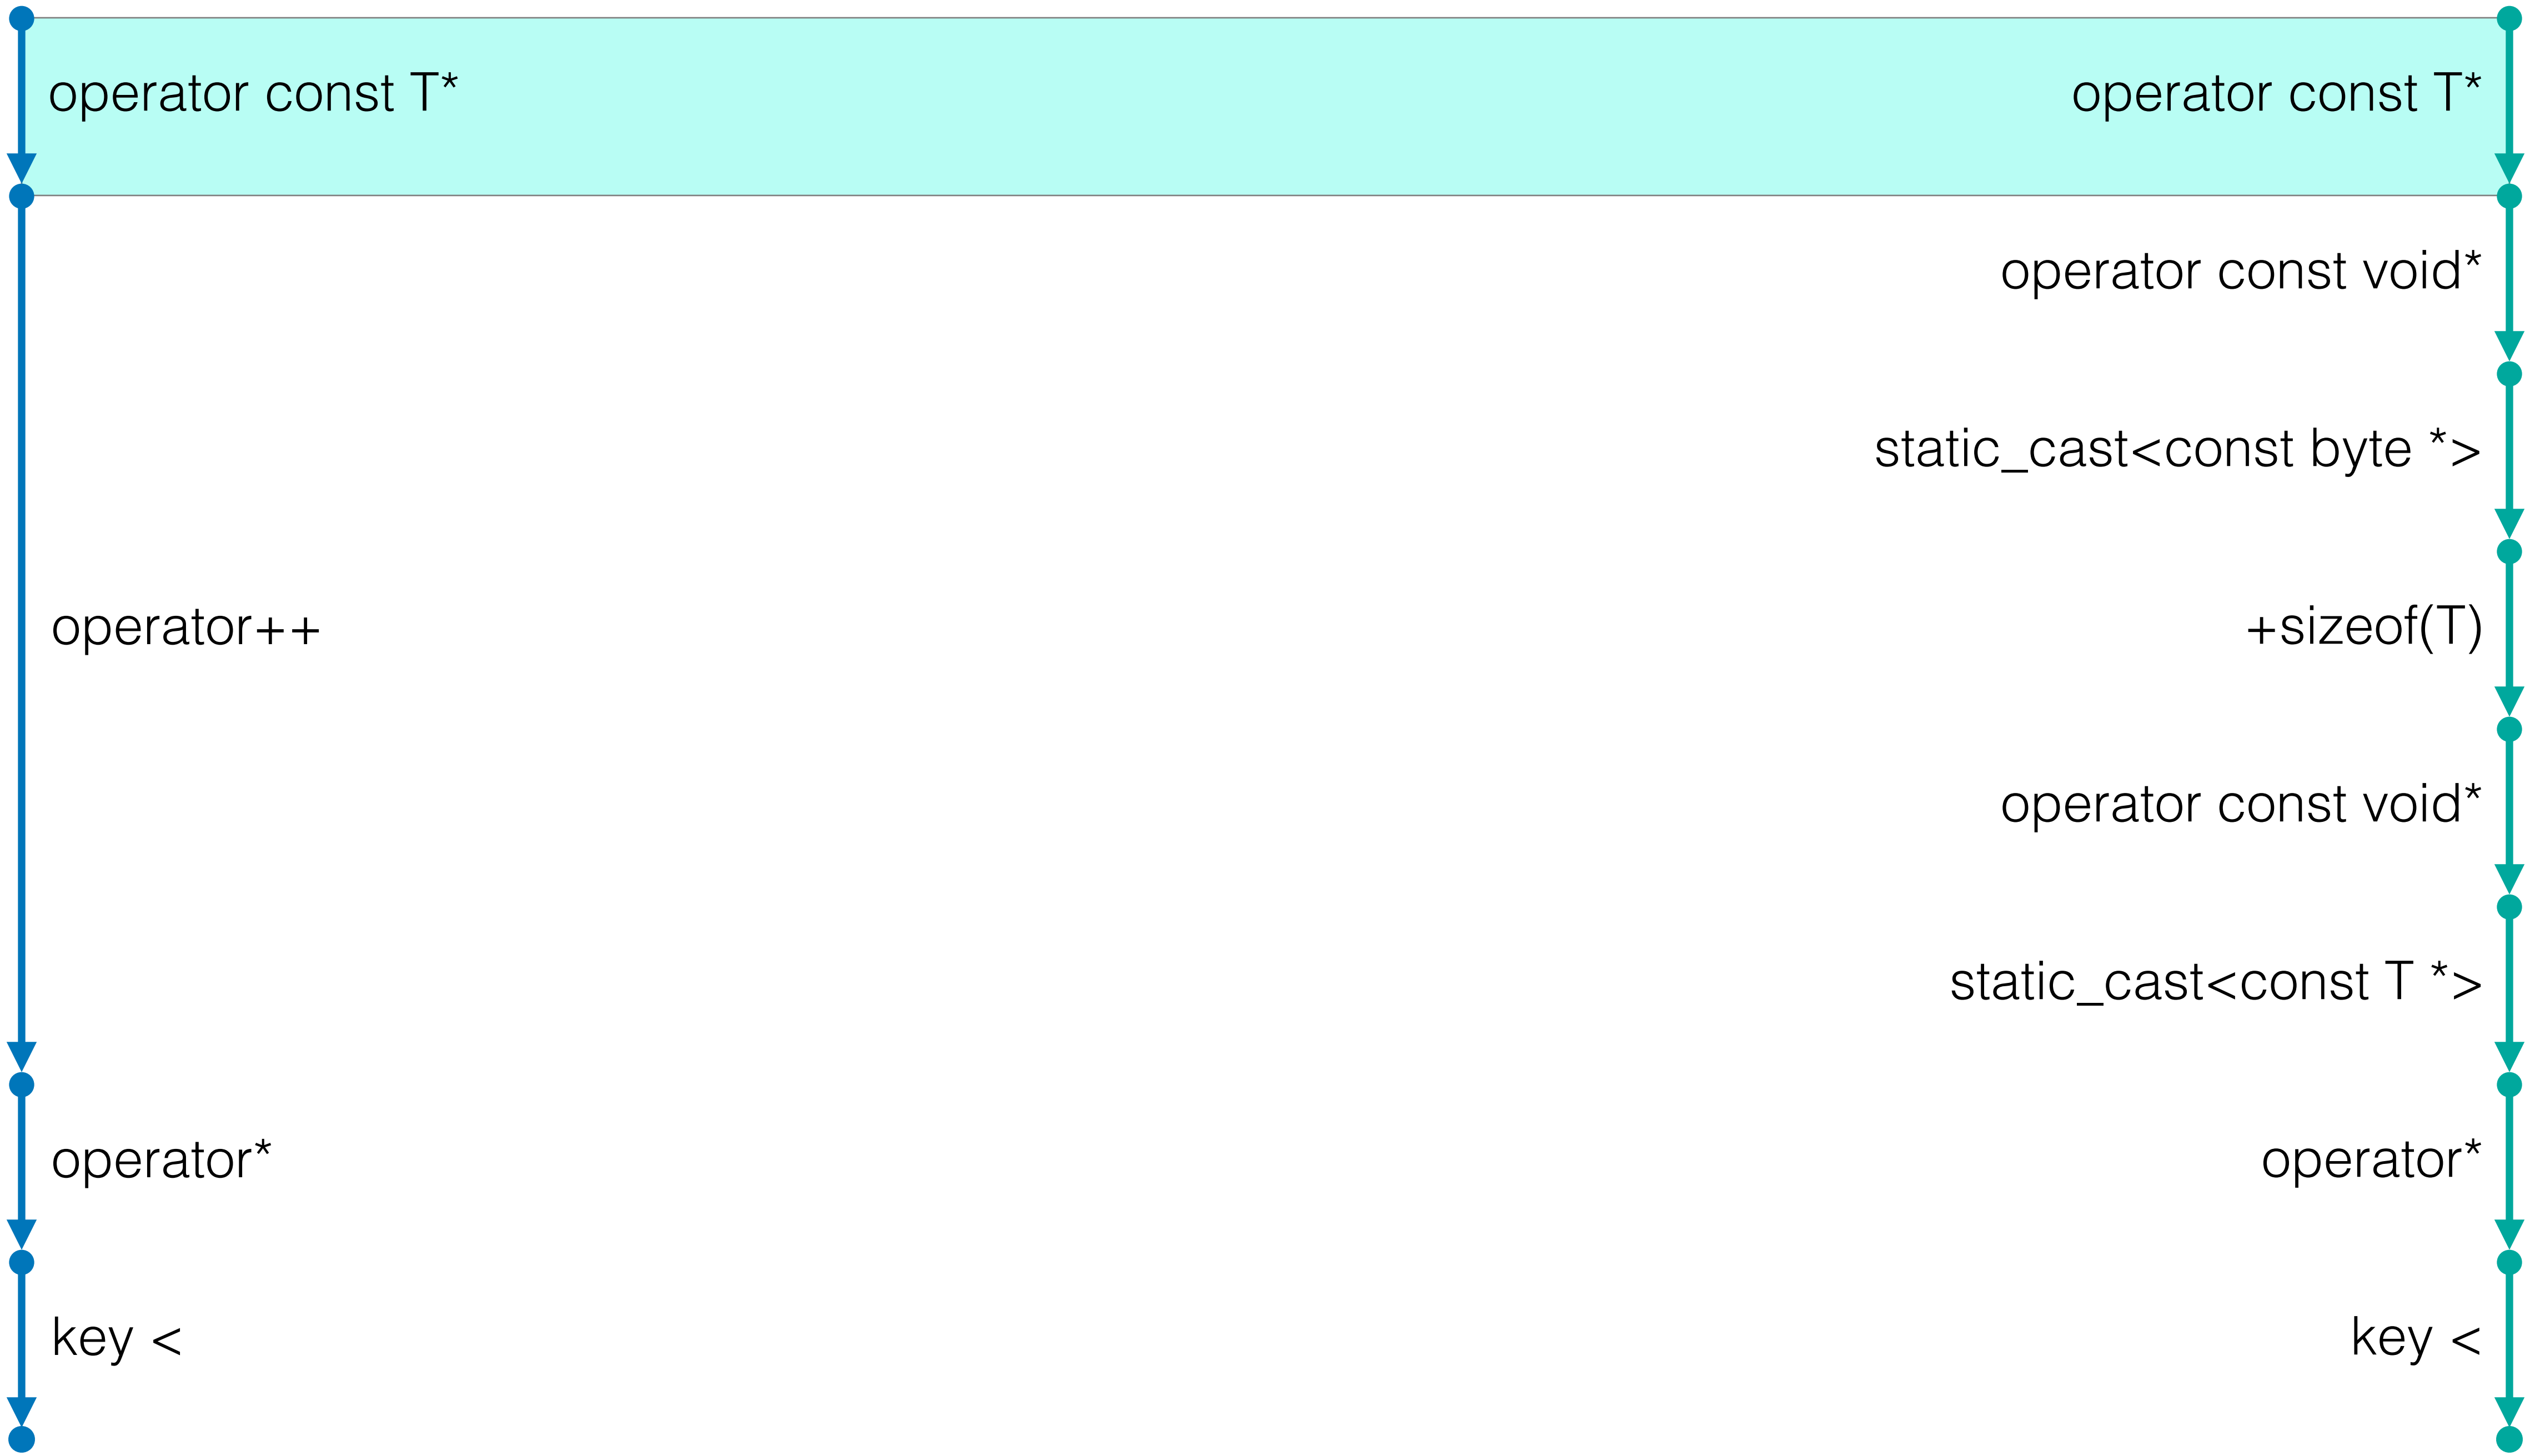 operator const T*
operator const T*
operator const void*
static_cast<const byte *>
operator++
+sizeof(T)
operator const void*
static_cast<const T *>
operator*
operator*
key <
key <